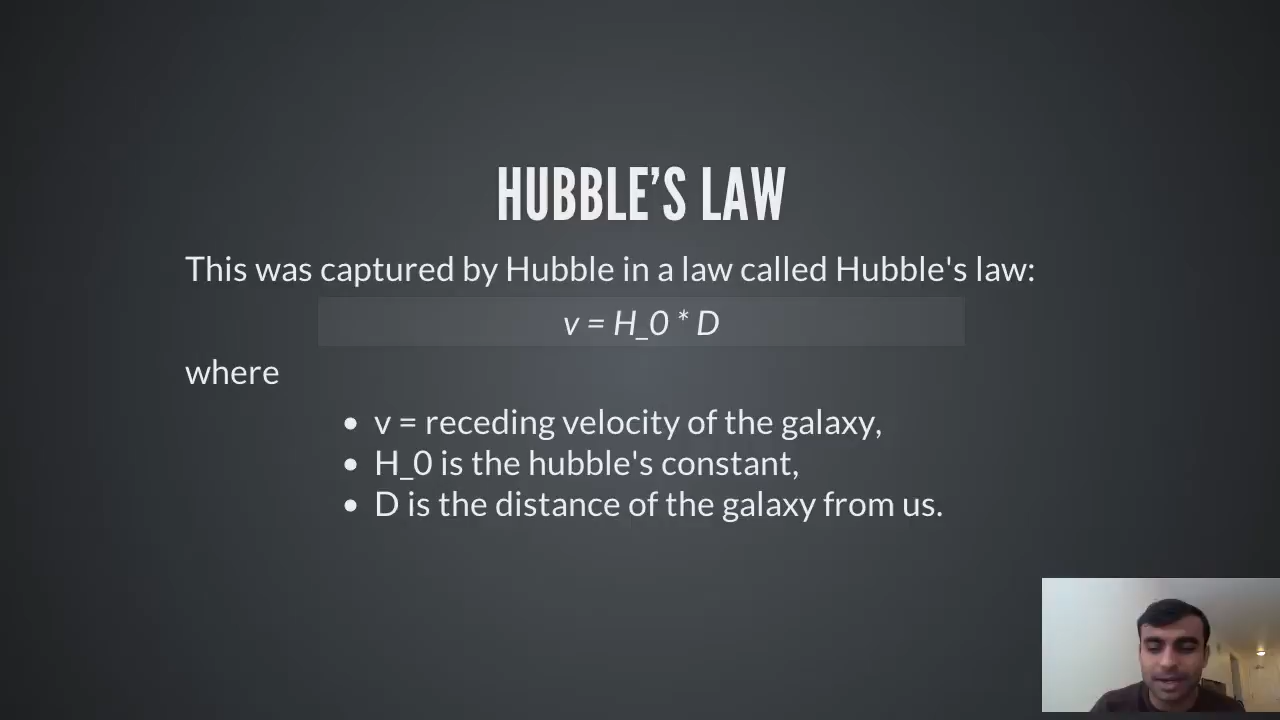 HUBBLE’S LAW
This was captured by Hubble in a law called Hubble's law:
v = H_0 * D
where
• v = receding velocity of the galaxy,
• H_0 is the hubble's constant,
• D is the distance of the galaxy from us.